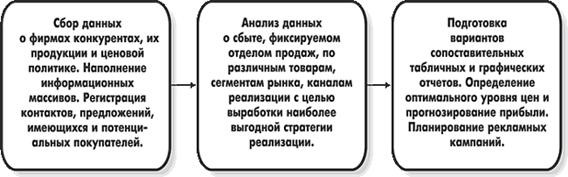 Сбор данных
о фирмах конкурентах, их
продукции и ценовой
политике. Наполнение
информационных
массивов. Регистрация
контактов, предложений,
имеющихся и потенци-
альных покупателей.
Анализ данных
о сбыте, фиксируемом
отделом продаж, по
различным товарам,
сегментам рынка, каналам
реализации с целью
выработки наиболее
выгодной стратегии
реализации.
Подготовка
вариантов
сопоставительных
табличных и графических
отчетов. Определение
оптимального уровня цен и
прогнозирование прибыли.
Планирование рекламных
кампаний.